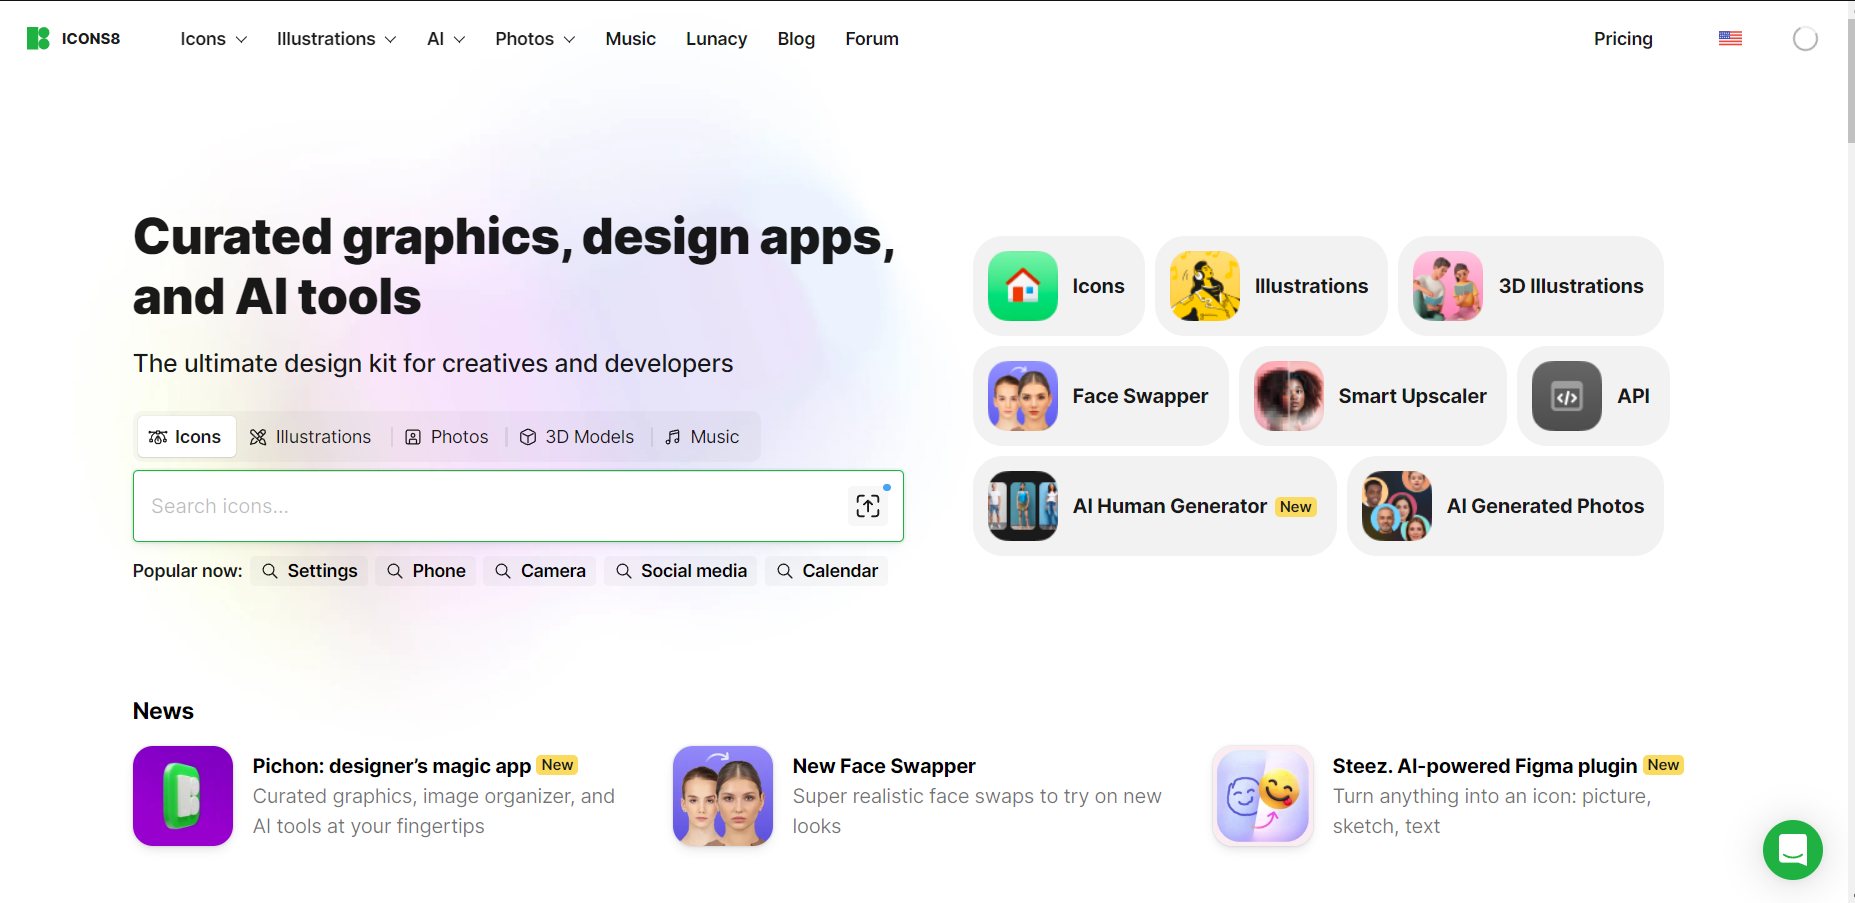 ICONS8
Icons
Illustrations
AI
Photos
Music
Lunacy
Blog
Forum
Pricing
Curated graphics, design apps,
and AI tools
The ultimate design kit for creatives and developers
Icons
Illustrations
Photos
3D Models
Music
Search icons...
Popular now:
Settings
Phone
Camera
Social media
Calendar
Icons
Illustrations
3D Illustrations
Face Swapper
Smart Upscaler
API
AI Human Generator New
AI Generated Photos
News
Pichon: designer’s magic app New
Curated graphics, image organizer, and
AI tools at your fingertips
New Face Swapper
Super realistic face swaps to try on new
looks
Steez. AI-powered Figma plugin New
Turn anything into an icon: picture,
sketch, text